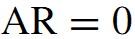 AR = 0